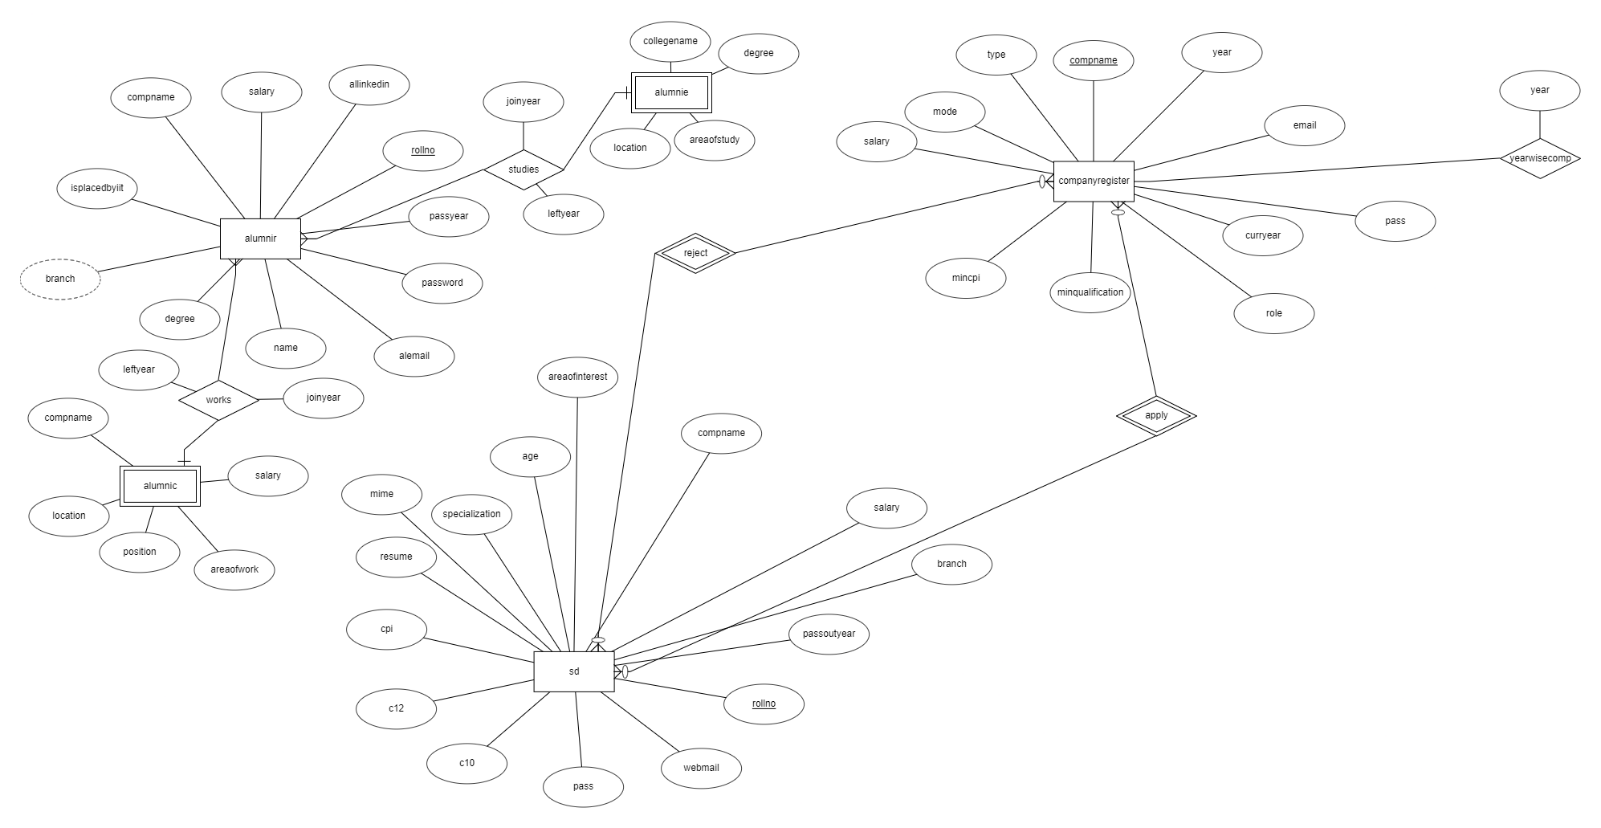 collegename
degree
alumnie
location
areaofstudy
joinyear
studies
leftyear
compname
salary
allinkedin
rollno
isplacedbyiit
passyear
alumnir
branch
password
degree
name
alemail
leftyear
works
joinyear
compname
alumnic
salary
location
position
areaofwork
type
compname
year
mode
salary
email
companyregister
year
yearwisecomp
pass
curryear
mincpi
minqualification
role
reject
apply
areaofinterest
compname
age
mime
specialization
salary
resume
branch
cpi
passoutyear
sd
c12
rollno
c10
webmail
pass